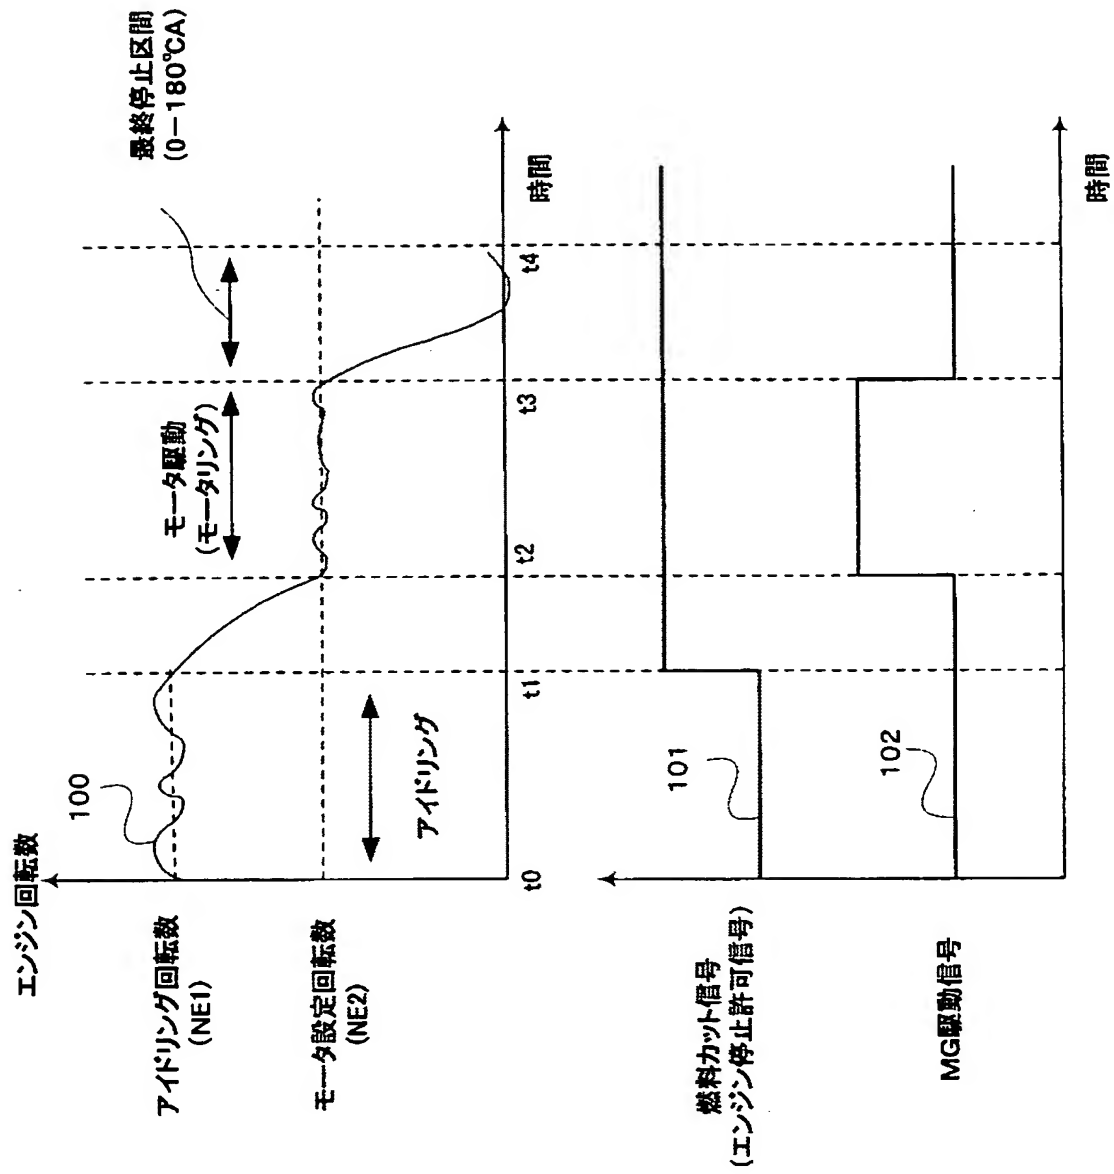 エンジン回転数
アイドリング回転数
(NE1)
モータ設定回転数
(NE2)
100
アイドリング
モータ駆動
(モータリング)
最終停止区間
(0−180°CA)
t0
t1
t2
t3
t4
時間
燃料カット信号
(エンジン停止許可信号)
MG駆動信号
101
102
時間